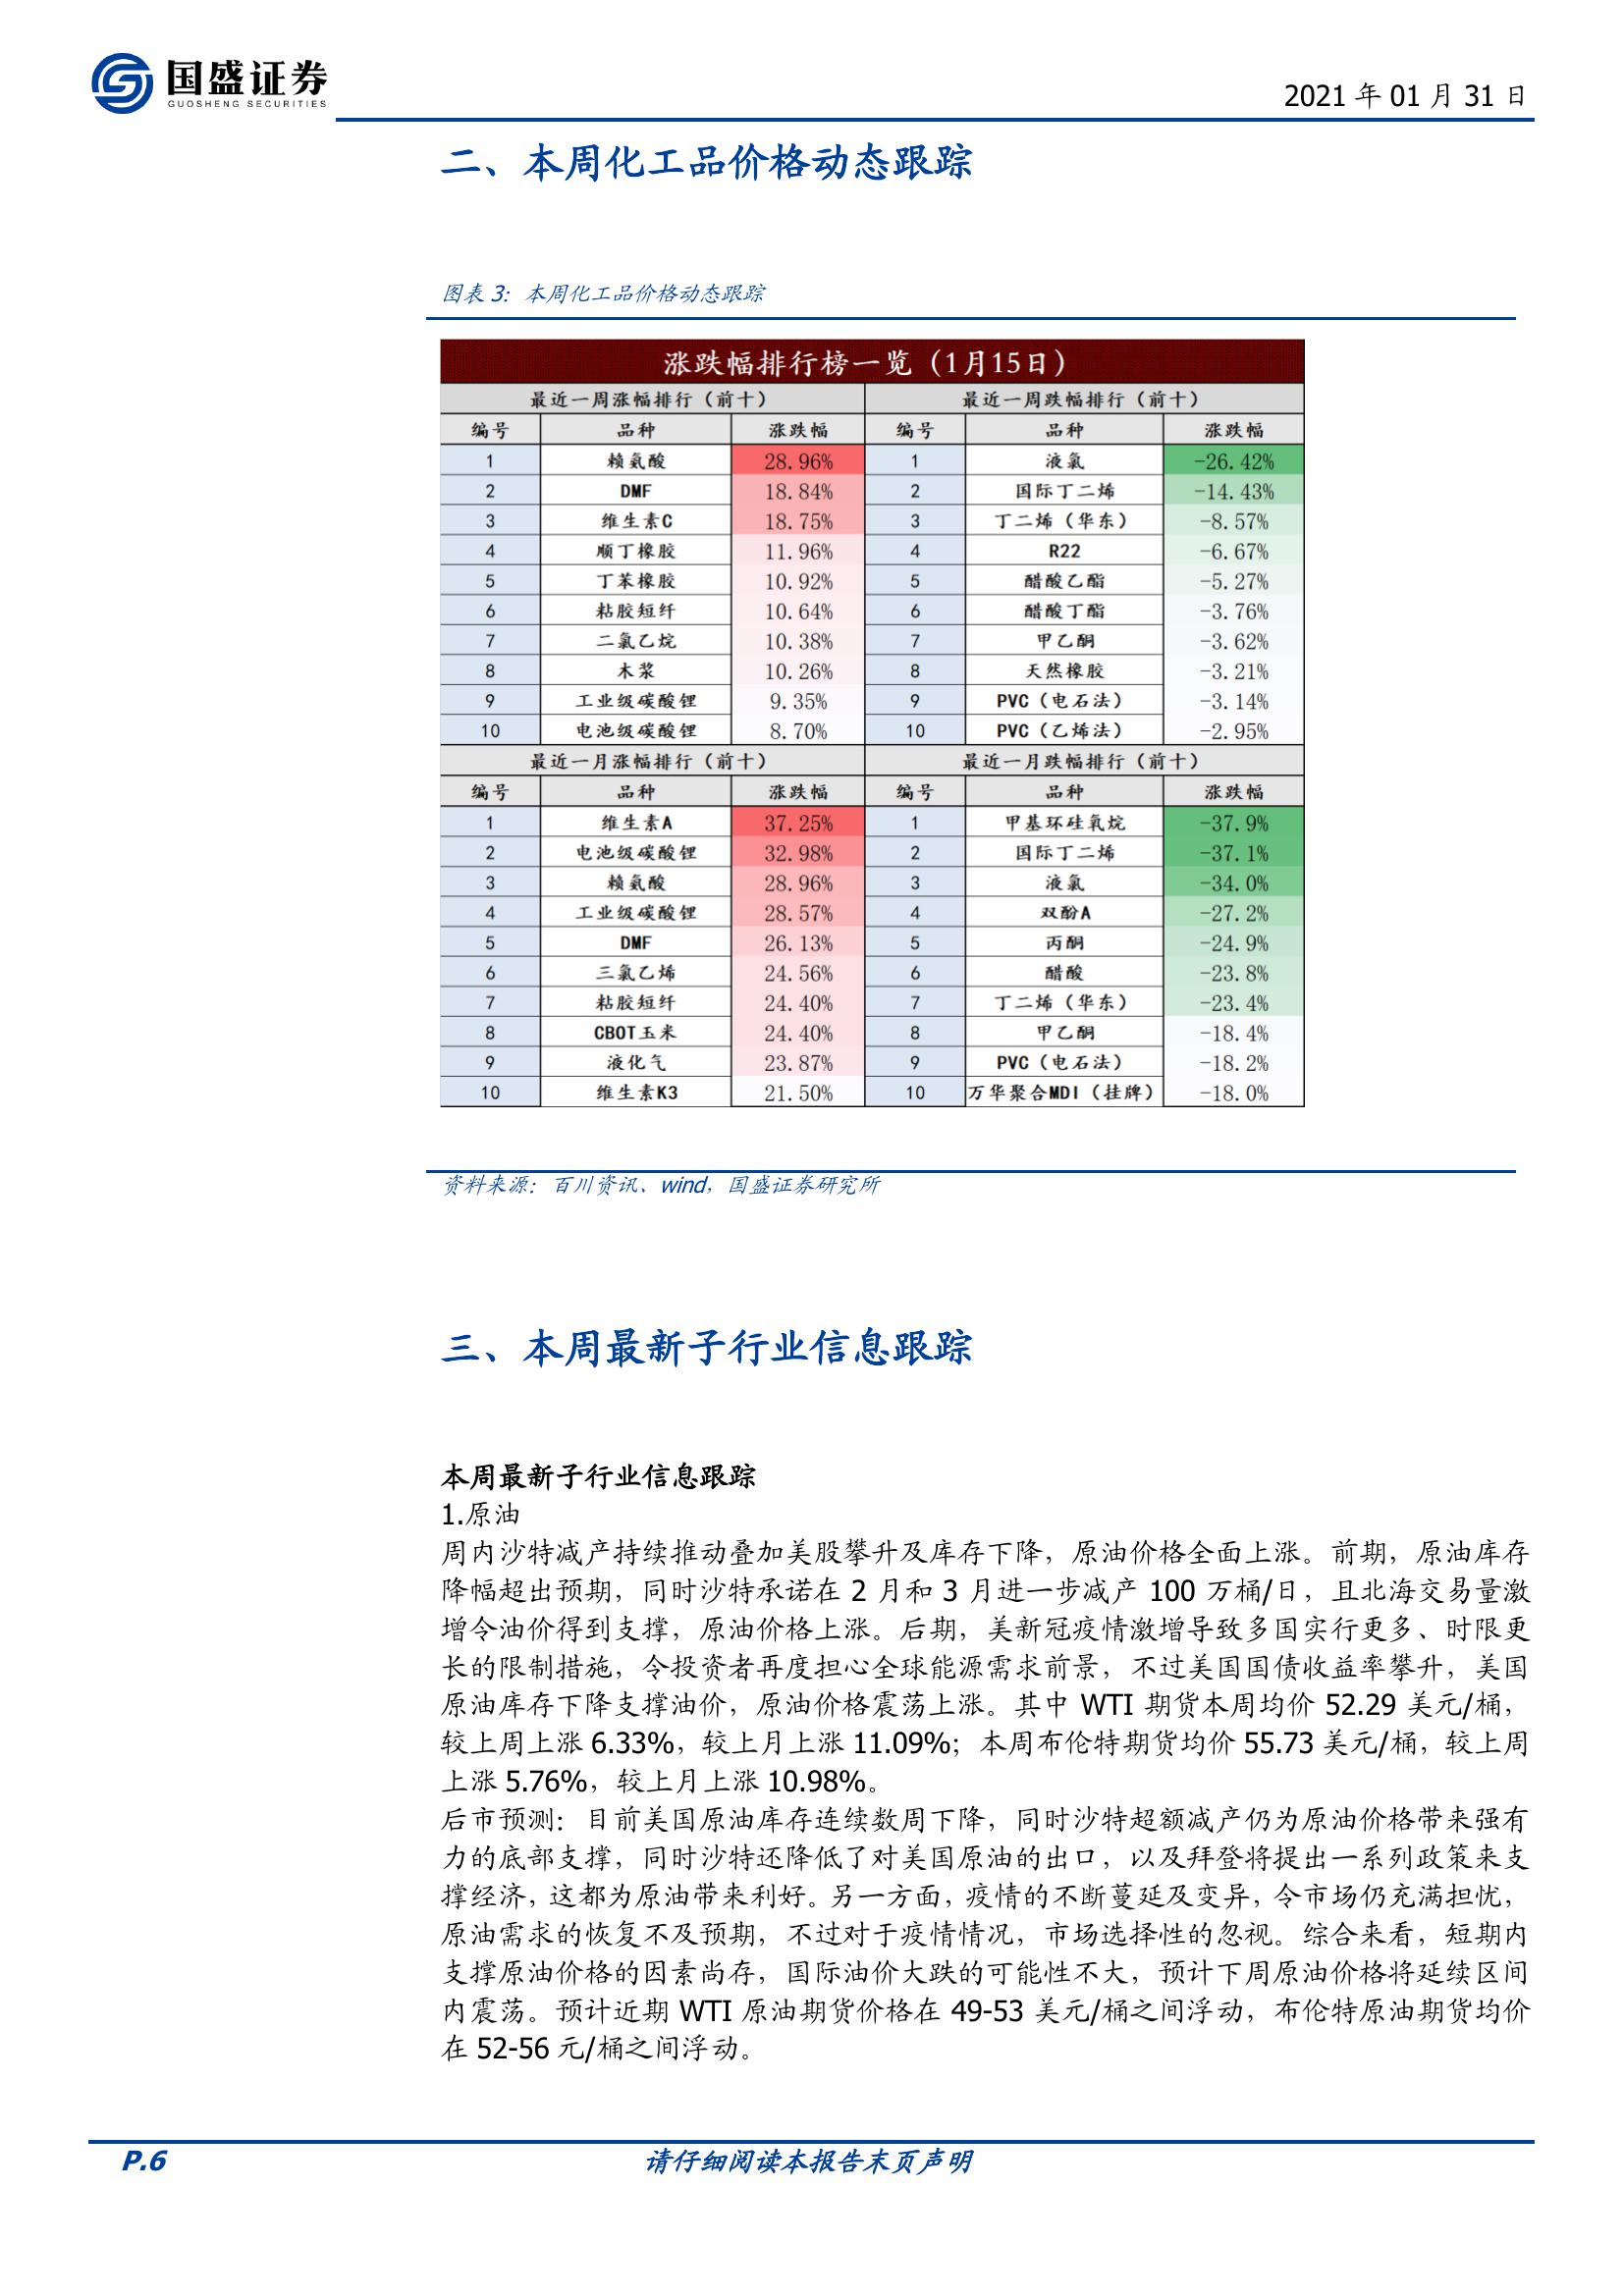 国盛证券
GUOSHENG SECURITIES
2021 年 01 月 31 日
二、本周化工品价格动态跟踪
图表 3：本周化工品价格动态跟踪
涨跌幅排行榜一览（1月15日）
最近一周涨幅排行（前十） 最近一周跌幅排行（前十）
编号 品种 涨跌幅 编号 品种 涨跌幅
1 赖氨酸 28.96% 1 液氯 -26.42%
2 DMF 18.84% 2 国际丁二烯 -14.43%
3 维生素C 18.75% 3 丁二烯（华东） -8.57%
4 顺丁橡胶 11.96% 4 R22 -6.67%
5 丁苯橡胶 10.92% 5 醋酸乙酯 -5.27%
6 粘胶短纤 10.64% 6 醋酸丁酯 -3.76%
7 二氯乙烷 10.38% 7 甲乙酮 -3.62%
8 木浆 10.26% 8 天然橡胶 -3.21%
9 工业级碳酸锂 9.35% 9 PVC（电石法） -3.14%
10 电池级碳酸锂 8.70% 10 PVC（乙烯法） -2.95%
最近一月涨幅排行（前十） 最近一月跌幅排行（前十）
编号 品种 涨跌幅 编号 品种 涨跌幅
1 维生素A 37.25% 1 甲基环硅氧烷 -37.9%
2 电池级碳酸锂 32.98% 2 国际丁二烯 -37.1%
3 赖氨酸 28.96% 3 液氯 -34.0%
4 工业级碳酸锂 28.57% 4 双酚A -27.2%
5 DMF 26.13% 5 丙酮 -24.9%
6 三氯乙烯 24.56% 6 醋酸 -23.8%
7 粘胶短纤 24.40% 7 丁二烯（华东） -23.4%
8 CBOT玉米 24.40% 8 甲乙酮 -18.4%
9 液化气 23.87% 9 PVC（电石法） -18.2%
10 维生素K3 21.50% 10 万华聚合MDI（挂牌） -18.0%
资料来源：百川资讯、wind，国盛证券研究所
三、本周最新子行业信息跟踪
本周最新子行业信息跟踪
1.原油
周内沙特减产持续推动叠加美股攀升及库存下降，原油价格全面上涨。前期，原油库存
降幅超出预期，同时沙特承诺在 2 月和 3 月进一步减产 100 万桶/日，且北海交易量激
增令油价得到支撑，原油价格上涨。后期，美新冠疫情激增导致多国实行更多、时限更
长的限制措施，令投资者再度担心全球能源需求前景，不过美国国债收益率攀升，美国
原油库存下降支撑油价，原油价格震荡上涨。其中 WTI 期货本周均价 52.29 美元/桶，
较上周上涨 6.33%，较上月上涨 11.09%；本周布伦特期货均价 55.73 美元/桶，较上周
上涨 5.76%，较上月上涨 10.98%。
后市预测：目前美国原油库存连续数周下降，同时沙特超额减产仍为原油价格带来强有
力的底部支撑，同时沙特还降低了对美国原油的出口，以及拜登将提出一系列政策来支
撑经济，这都为原油带来利好。另一方面，疫情的不断蔓延及变异，令市场仍充满担忧，
原油需求的恢复不及预期，不过对于疫情情况，市场选择性的忽视。综合来看，短期内
支撑原油价格的因素尚存，国际油价大跌的可能性不大，预计下周原油价格将延续区间
内震荡。预计近期 WTI 原油期货价格在 49-53 美元/桶之间浮动，布伦特原油期货均价
在 52-56 元/桶之间浮动。
P.6 请仔细阅读本报告末页声明